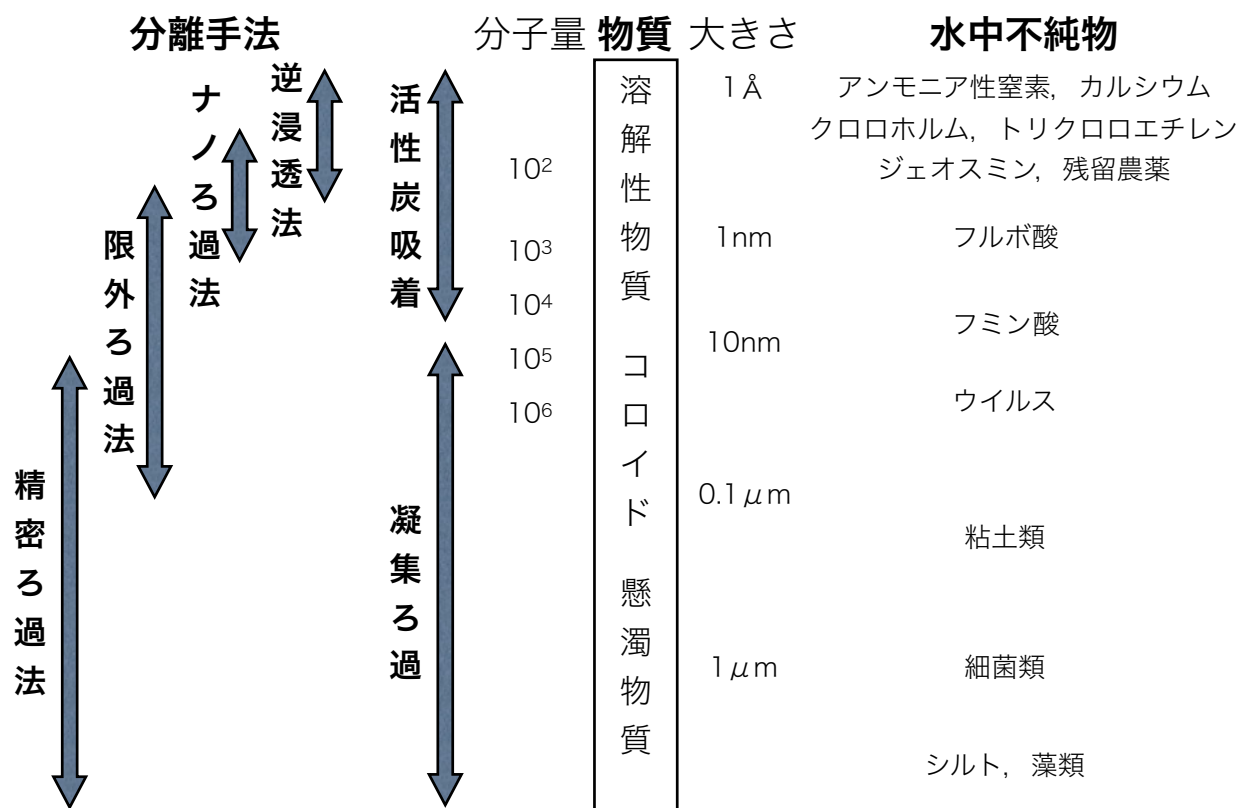 分離手法 分子量 物質 大きさ 水中不純物
逆浸透法
ナノろ過法
限外ろ過法
精密ろ過法
活性炭吸着
凝集ろ過
10²
10³
10⁴
10⁵
10⁶
溶解性物質
コロイド
懸濁物質
1Å
1nm
10nm
0.1μm
1μm
アンモニア性窒素，カルシウム
クロロホルム，トリクロロエチレン
ジェオスミン，残留農薬
フルボ酸
フミン酸
ウイルス
粘土類
細菌類
シルト，藻類